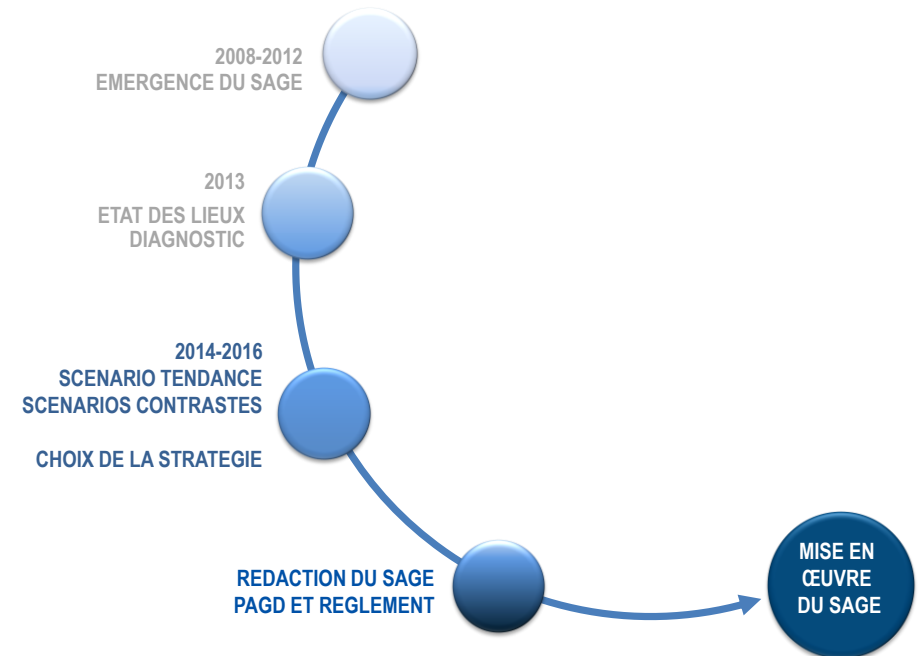 2008-2012
EMERGENCE DU SAGE
2013
ETAT DES LIEUX
DIAGNOSTIC
2014-2016
SCENARIO TENDANCE
SCENARIOS CONTRASTES
CHOIX DE LA STRATEGIE
REDACTION DU SAGE
PAGD ET REGLEMENT
MISE EN
ŒUVRE
DU SAGE